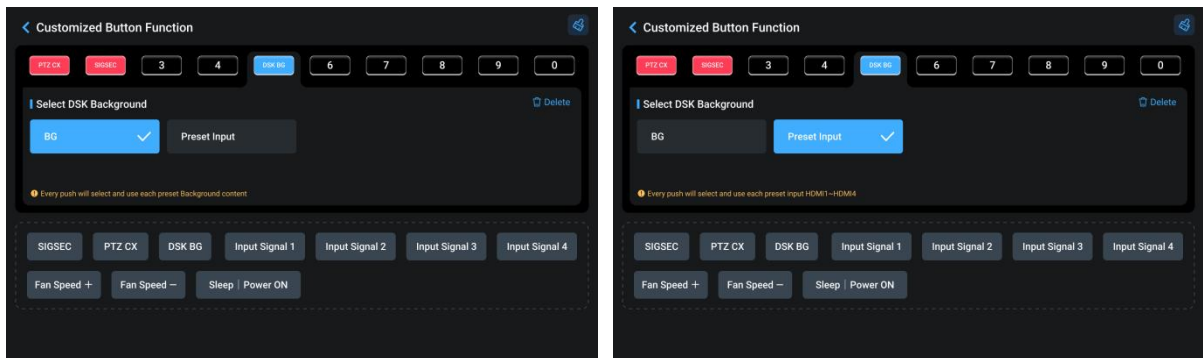 Customized Button Function
PTZ CX SIGSEC 3 4 DSK BG 6 7 8 9 0
Select DSK Background Delete
BG Preset Input
Every push will select and use each preset Background content
SIGSEC PTZ CX DSK BG Input Signal 1 Input Signal 2 Input Signal 3 Input Signal 4
Fan Speed + Fan Speed − Sleep | Power ON
Customized Button Function
PTZ CX SIGSEC 3 4 DSK BG 6 7 8 9 0
Select DSK Background Delete
BG Preset Input
Every push will select and use each preset input HDMI1~HDMI4
SIGSEC PTZ CX DSK BG Input Signal 1 Input Signal 2 Input Signal 3 Input Signal 4
Fan Speed + Fan Speed − Sleep | Power ON